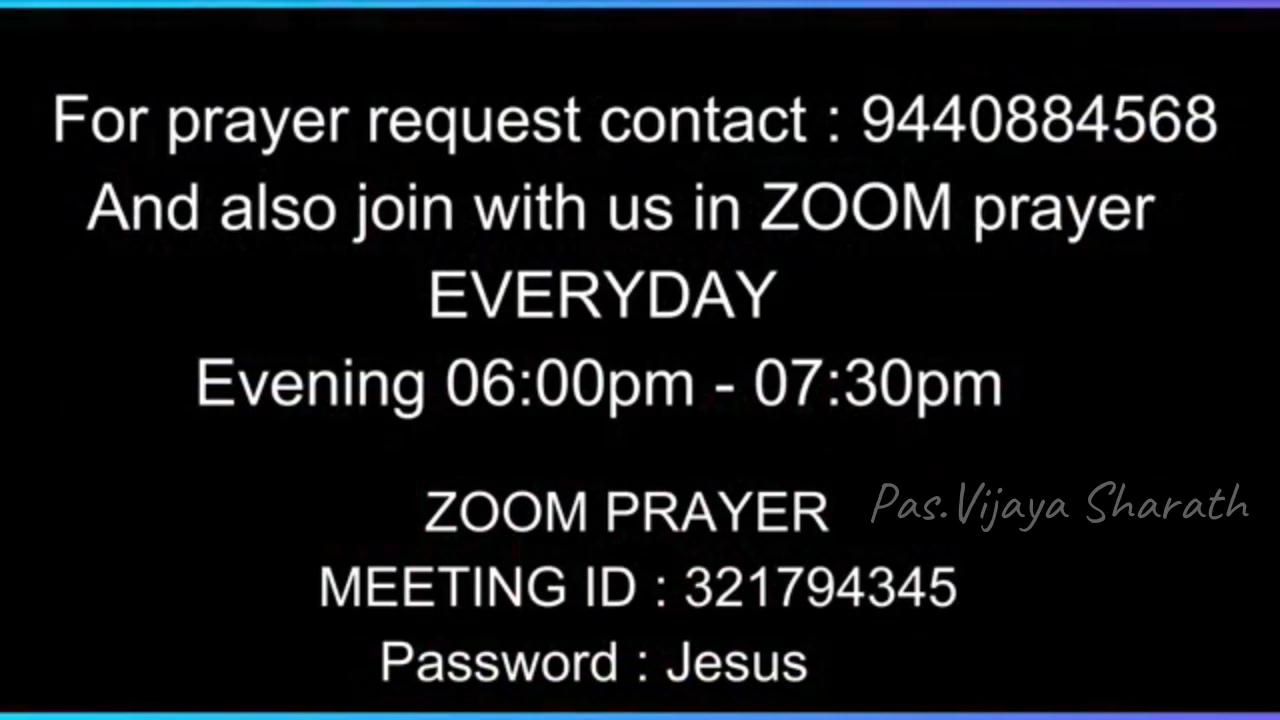 For prayer request contact : 9440884568
And also join with us in ZOOM prayer
EVERYDAY
Evening 06:00pm - 07:30pm
ZOOM PRAYER
Pas.Vijaya Sharath
MEETING ID : 321794345
Password : Jesus